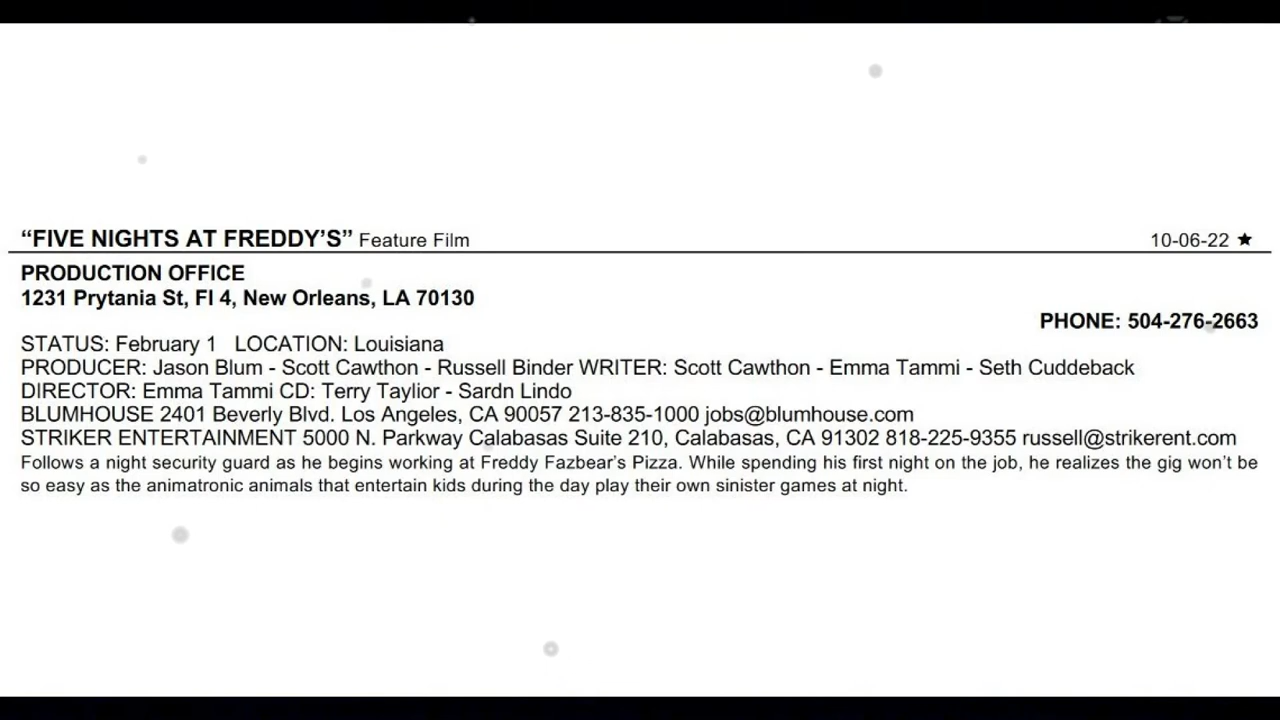 “FIVE NIGHTS AT FREDDY’S” Feature Film 10-06-22 ★
PRODUCTION OFFICE
1231 Prytania St, Fl 4, New Orleans, LA 70130
PHONE: 504-276-2663
STATUS: February 1 LOCATION: Louisiana
PRODUCER: Jason Blum - Scott Cawthon - Russell Binder WRITER: Scott Cawthon - Emma Tammi - Seth Cuddeback
DIRECTOR: Emma Tammi CD: Terry Taylior - Sardn Lindo
BLUMHOUSE 2401 Beverly Blvd. Los Angeles, CA 90057 213-835-1000 jobs@blumhouse.com
STRIKER ENTERTAINMENT 5000 N. Parkway Calabasas Suite 210, Calabasas, CA 91302 818-225-9355 russell@strikerent.com
Follows a night security guard as he begins working at Freddy Fazbear’s Pizza. While spending his first night on the job, he realizes the gig won’t be
so easy as the animatronic animals that entertain kids during the day play their own sinister games at night.